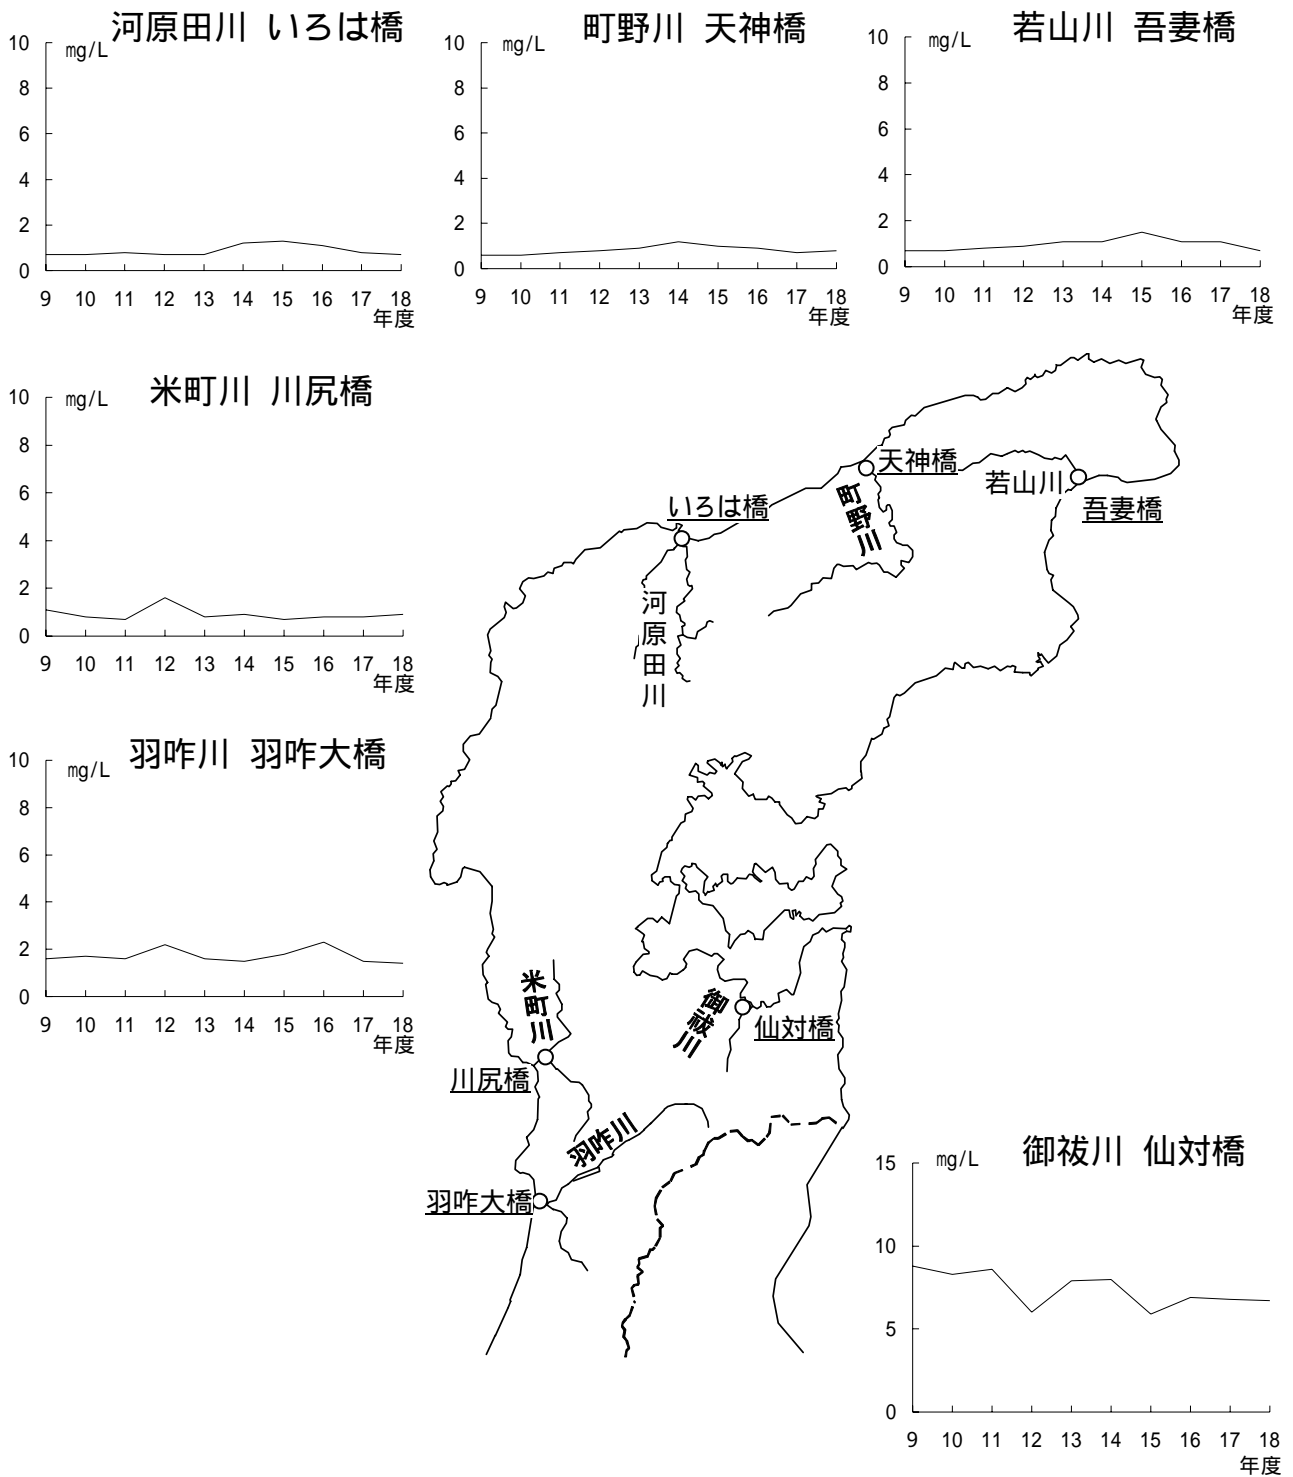 河原田川 いろは橋
mg/L
10
8
6
4
2
0
9 10 11 12 13 14 15 16 17 18
年度
町野川 天神橋
mg/L
10
8
6
4
2
0
9 10 11 12 13 14 15 16 17 18
年度
若山川 吾妻橋
mg/L
10
8
6
4
2
0
9 10 11 12 13 14 15 16 17 18
年度
米町川 川尻橋
mg/L
10
8
6
4
2
0
9 10 11 12 13 14 15 16 17 18
年度
羽咋川 羽咋大橋
mg/L
10
8
6
4
2
0
9 10 11 12 13 14 15 16 17 18
年度
天神橋
若山川
吾妻橋
いろは橋
町野川
河原田川
米町川
御祓川
仙対橋
川尻橋
羽咋川
羽咋大橋
御祓川 仙対橋
mg/L
15
10
5
0
9 10 11 12 13 14 15 16 17 18
年度